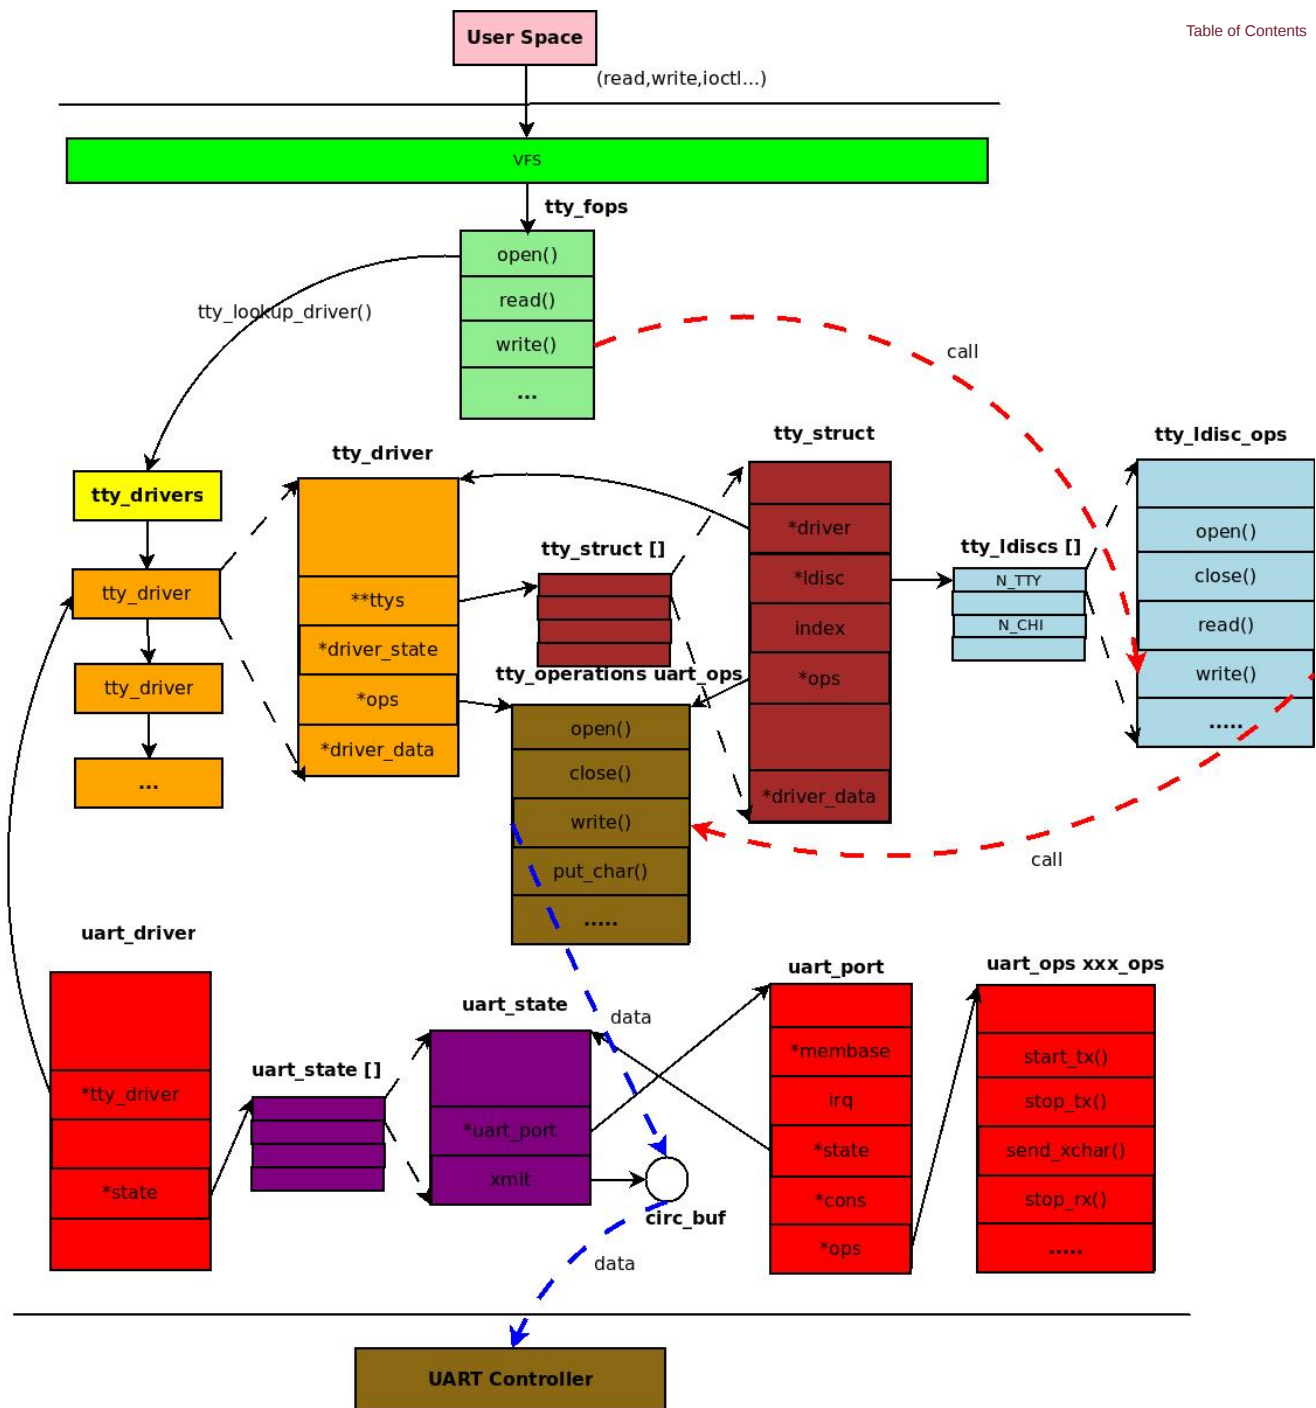 Table of Contents
User Space
(read,write,ioctl...)
VFS
tty_fops
open()
read()
write()
...
tty_lookup_driver()
call
tty_drivers
tty_driver
tty_driver
...
tty_driver
**ttys
*driver_state
*ops
*driver_data
tty_struct []
tty_struct
*driver
*ldisc
index
*ops
*driver_data
tty_ldiscs []
N_TTY
N_CHI
tty_ldisc_ops
open()
close()
read()
write()
.....
tty_operations uart_ops
open()
close()
write()
put_char()
.....
call
uart_driver
*tty_driver
*state
uart_state []
uart_state
*uart_port
xmit
data
circ_buf
data
uart_port
*membase
irq
*state
*cons
*ops
uart_ops xxx_ops
start_tx()
stop_tx()
send_xchar()
stop_rx()
.....
UART Controller